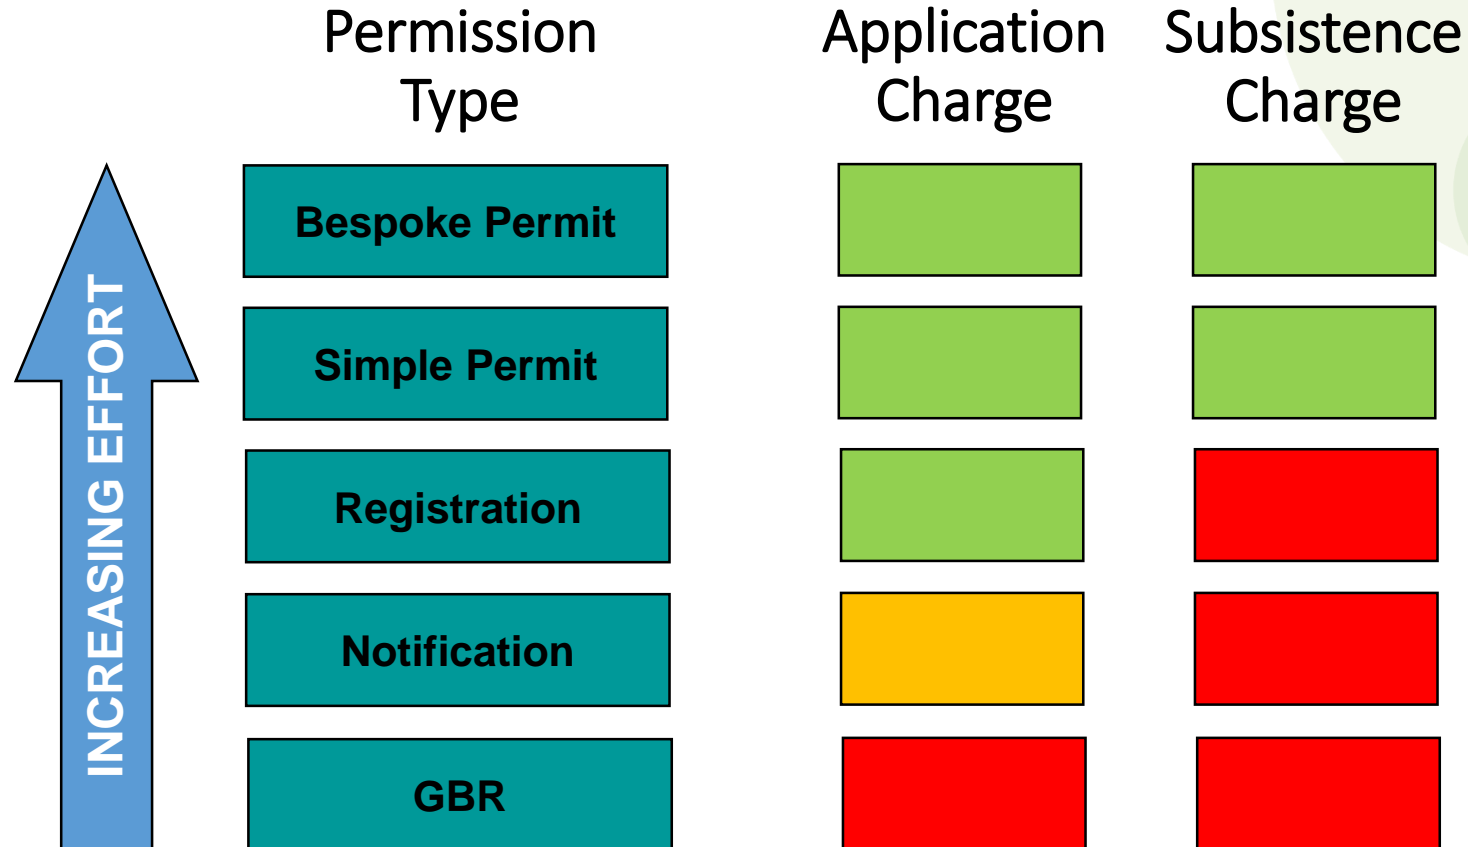 Permission
Type
Application
Charge
Subsistence
Charge
INCREASING EFFORT
Bespoke Permit
Simple Permit
Registration
Notification
GBR